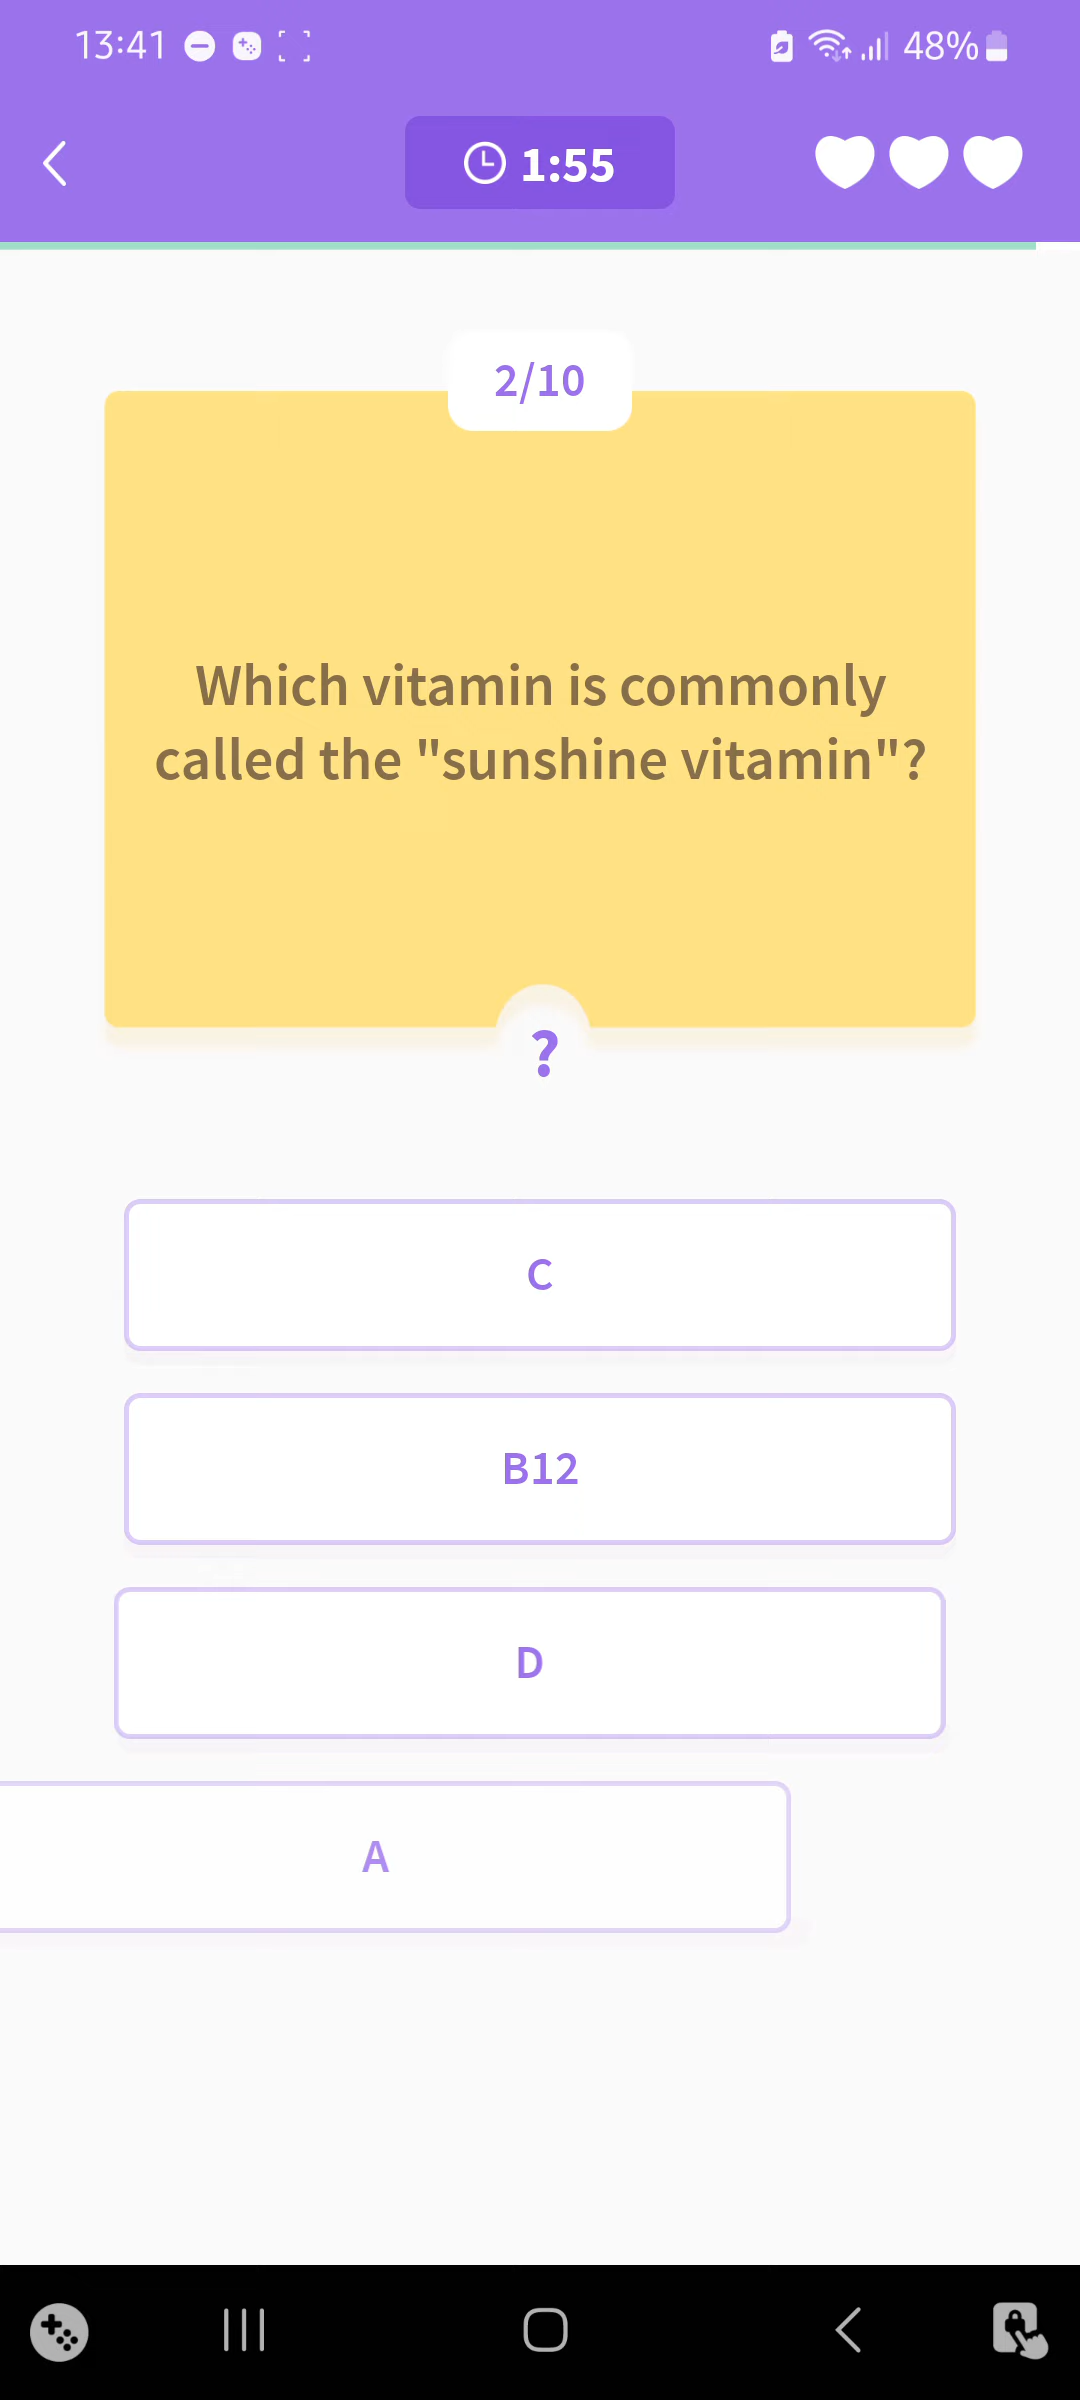 13:41
48%
1:55
2/10
Which vitamin is commonly
called the "sunshine vitamin"?
?
C
B12
D
A